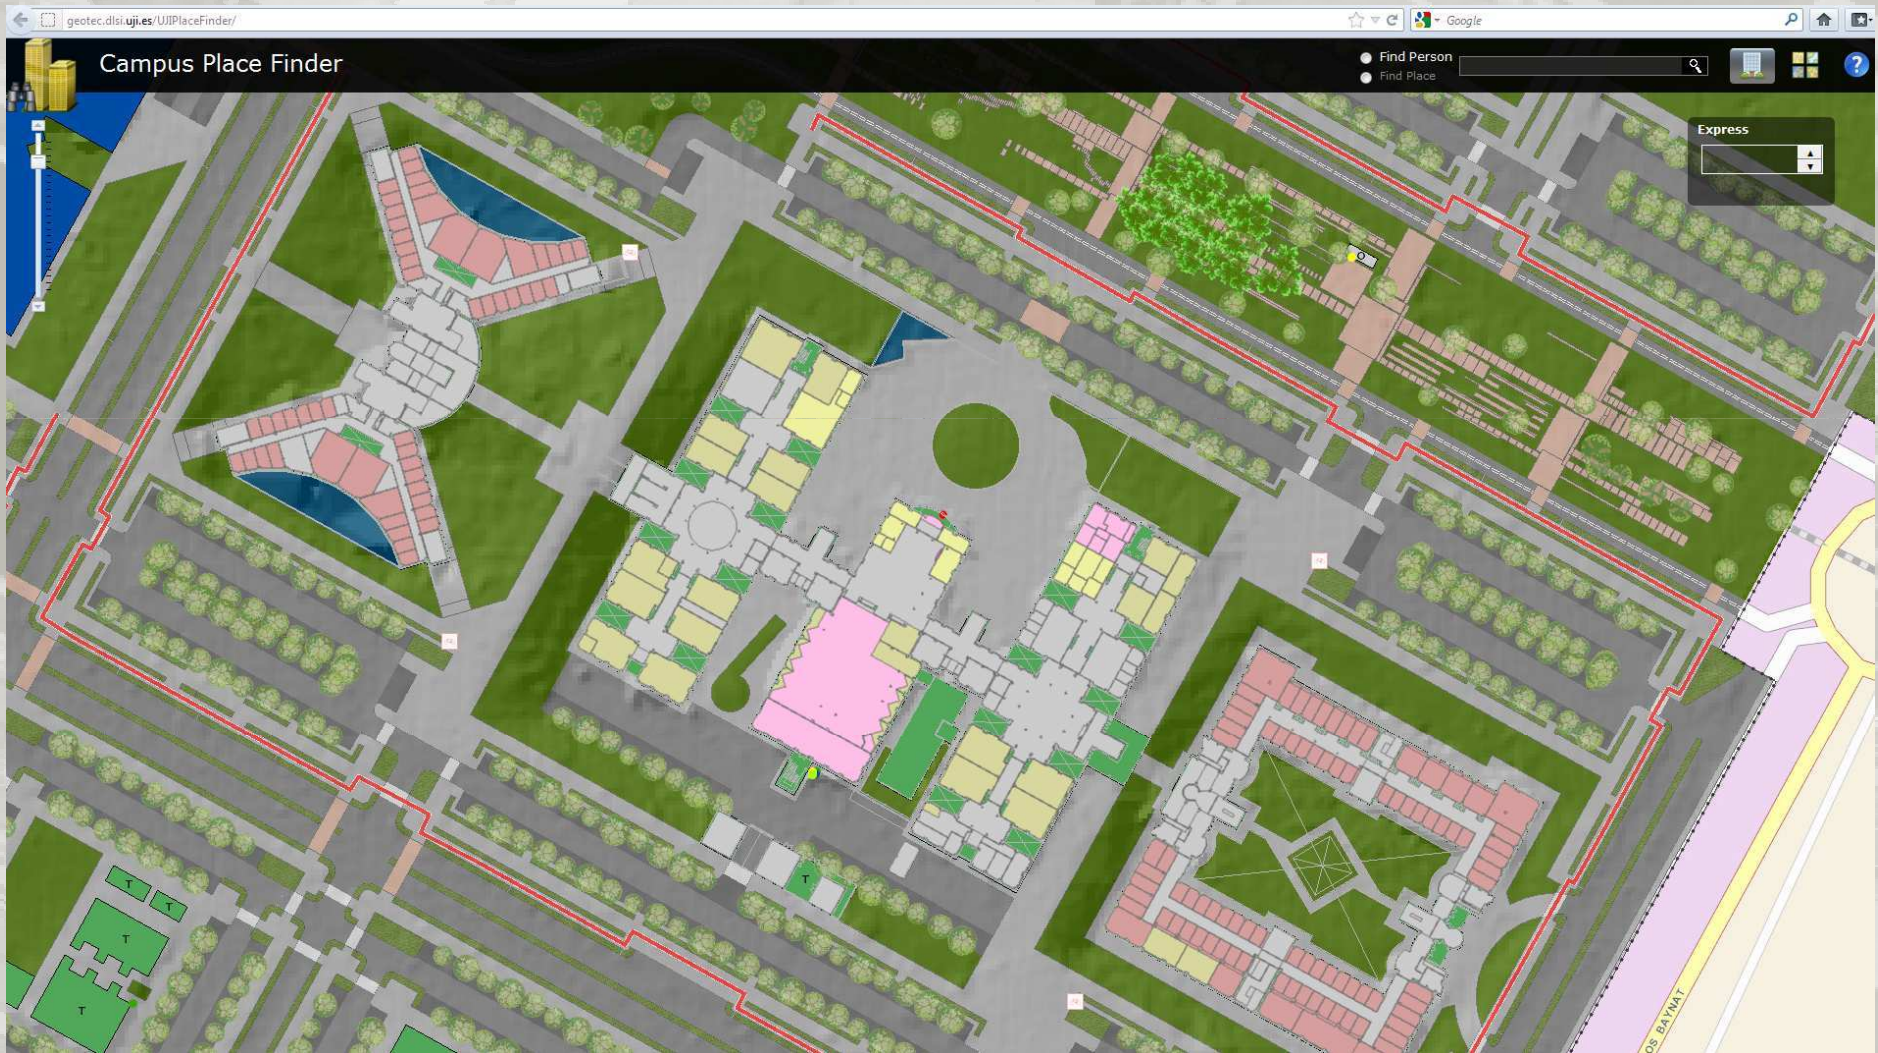 geotec.dlsi.uji.es/UJIPlaceFinder/
Google
Campus Place Finder
Find Person
Find Place
?
Express
T
T
T
T
T
OS BAYNAT